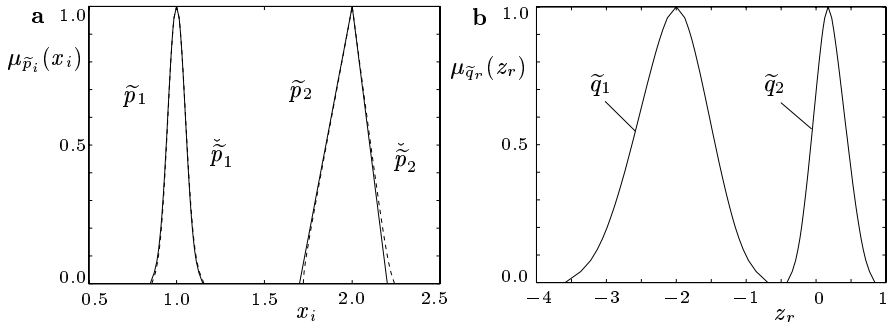 a
1.0
μ_{p̃_i}(x_i)
p̃_1
p̃_2
0.5
p̌̃_1
p̌̃_2
0.0
0.5 1.0 1.5 2.0 2.5
x_i
b
1.0
μ_{q̃_r}(z_r)
q̃_1
q̃_2
0.5
0.0
−4 −3 −2 −1 0 1
z_r